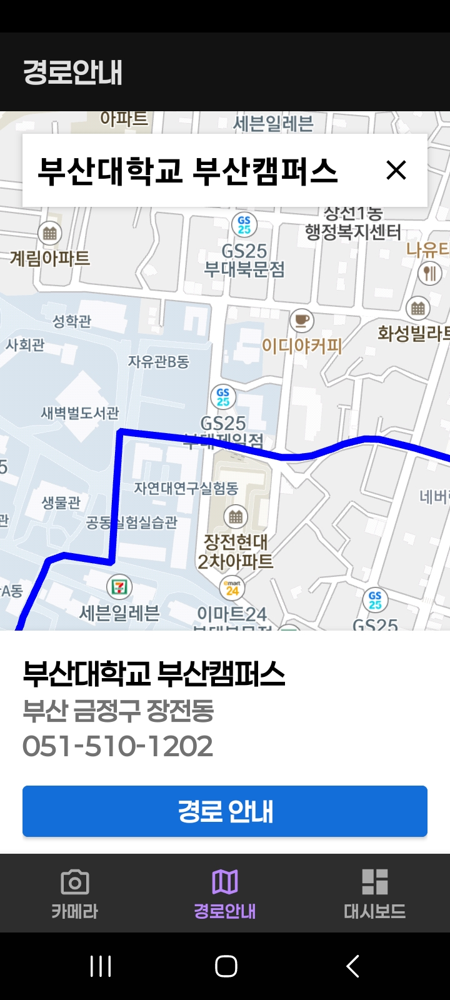 경로안내
아파트
세븐일레븐
부산대학교 부산캠퍼스
장전1동
행정복지센터
GS25
GS25
부대북문점
계림아파트
나유타
성학관
화성빌라트
사회관
이디야커피
자유관B동
GS25
새벽벌도서관
GS25
부대제일점
자연대연구실험동
생물관
공동실험실습관
장전현대
2차아파트
A동
emart24
GS25
세븐일레븐
이마트24
부대북문점
GS25
부산대학교 부산캠퍼스
부산 금정구 장전동
051-510-1202
경로 안내
카메라
경로안내
대시보드